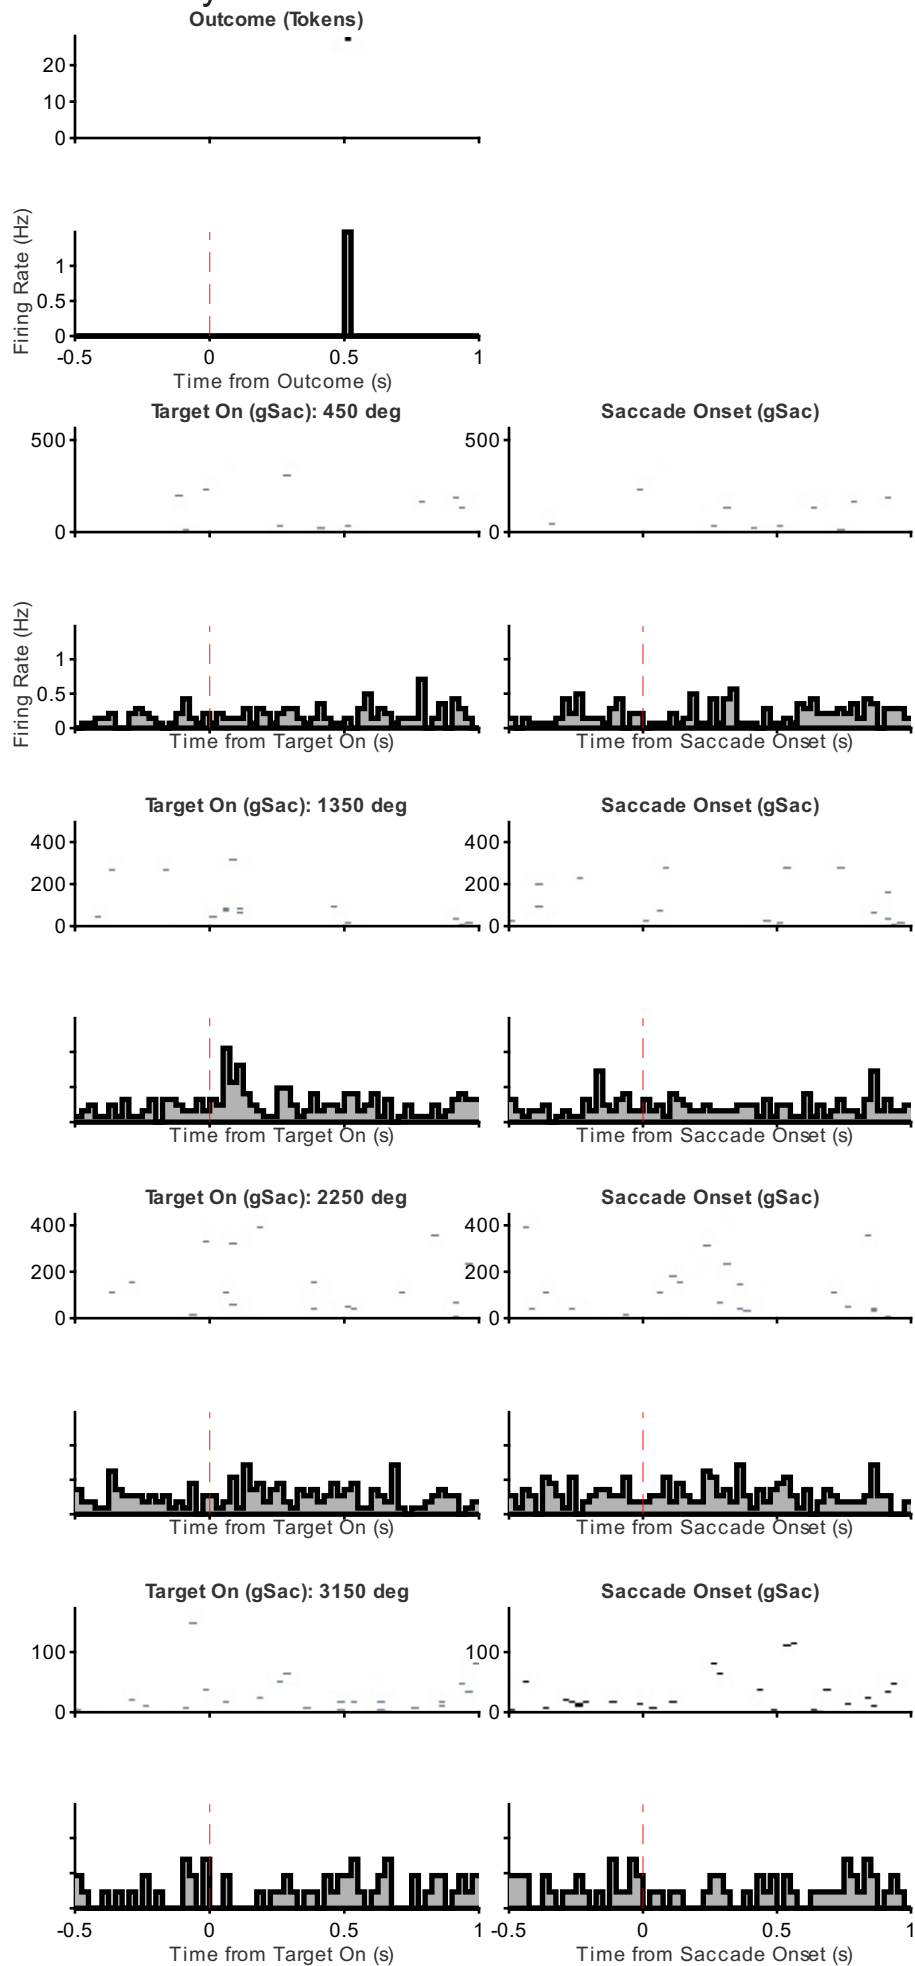 Outcome (Tokens)
20
10
0
Firing Rate (Hz)
1
0.5
0
-0.5 0 0.5 1
Time from Outcome (s)
Target On (gSac): 450 deg Saccade Onset (gSac)
500 500
0 0
Firing Rate (Hz)
1
0.5
0
Time from Target On (s) Time from Saccade Onset (s)
Target On (gSac): 1350 deg Saccade Onset (gSac)
400 400
200 200
0 0
Time from Target On (s) Time from Saccade Onset (s)
Target On (gSac): 2250 deg Saccade Onset (gSac)
400 400
200 200
0 0
Time from Target On (s) Time from Saccade Onset (s)
Target On (gSac): 3150 deg Saccade Onset (gSac)
100 100
0 0
-0.5 0 0.5 1 -0.5 0 0.5 1
Time from Target On (s) Time from Saccade Onset (s)